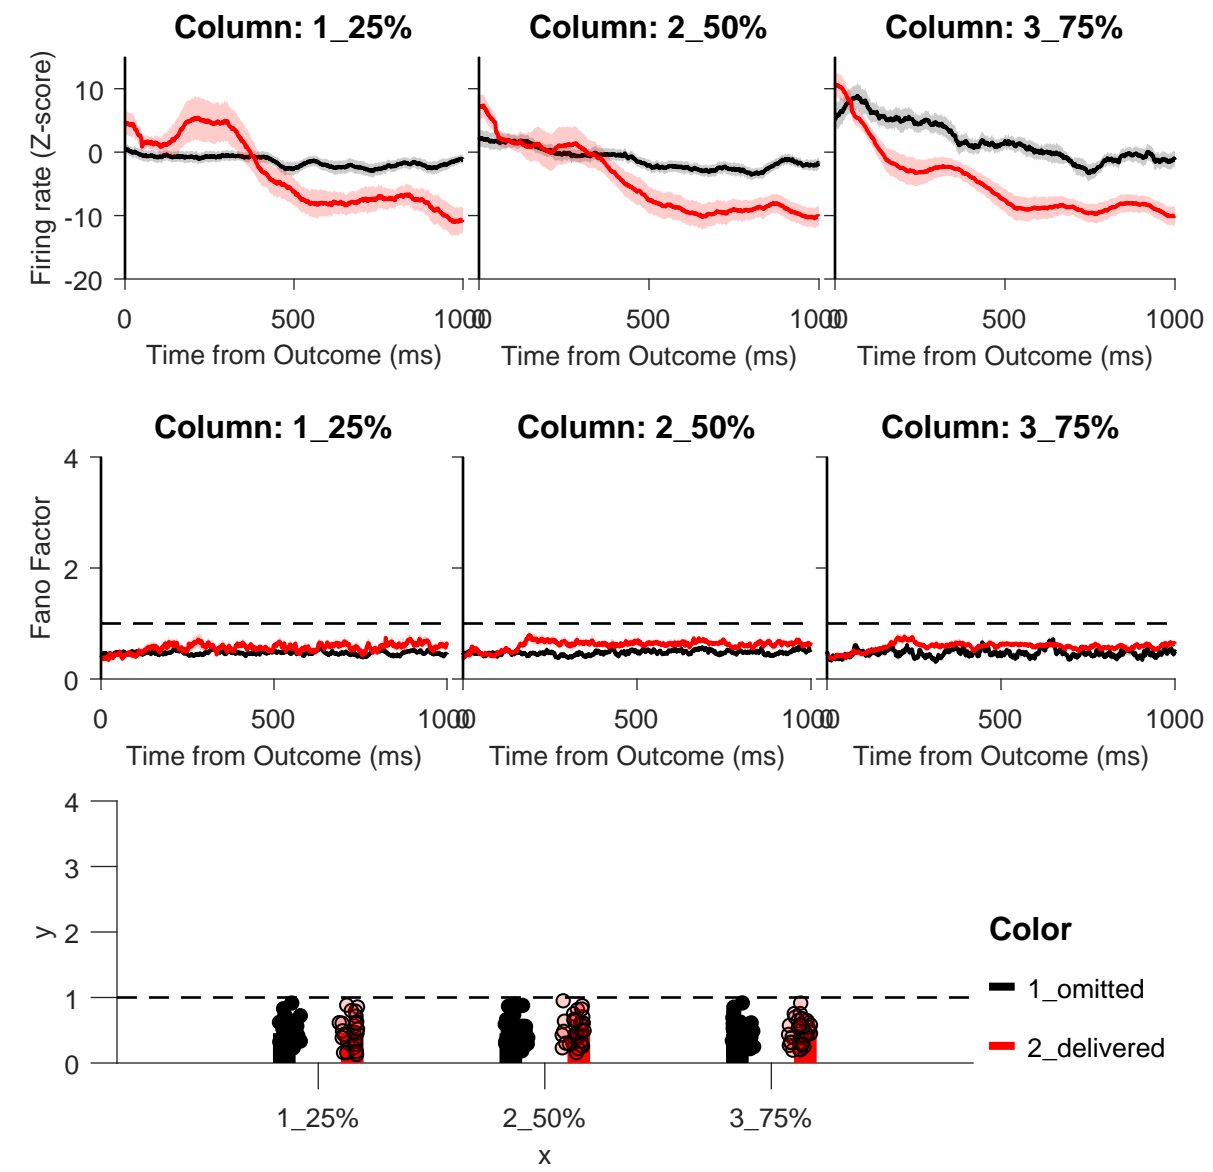 Column: 1_25% Column: 2_50% Column: 3_75%
Firing rate (Z-score)
10
0
-10
-20
0 500 1000 0 500 1000 0 500 1000
Time from Outcome (ms) Time from Outcome (ms) Time from Outcome (ms)
Column: 1_25% Column: 2_50% Column: 3_75%
Fano Factor
4
2
0
0 500 1000 0 500 1000 0 500 1000
Time from Outcome (ms) Time from Outcome (ms) Time from Outcome (ms)
y
4
3
2
1
0
1_25% 2_50% 3_75%
x
Color
1_omitted
2_delivered